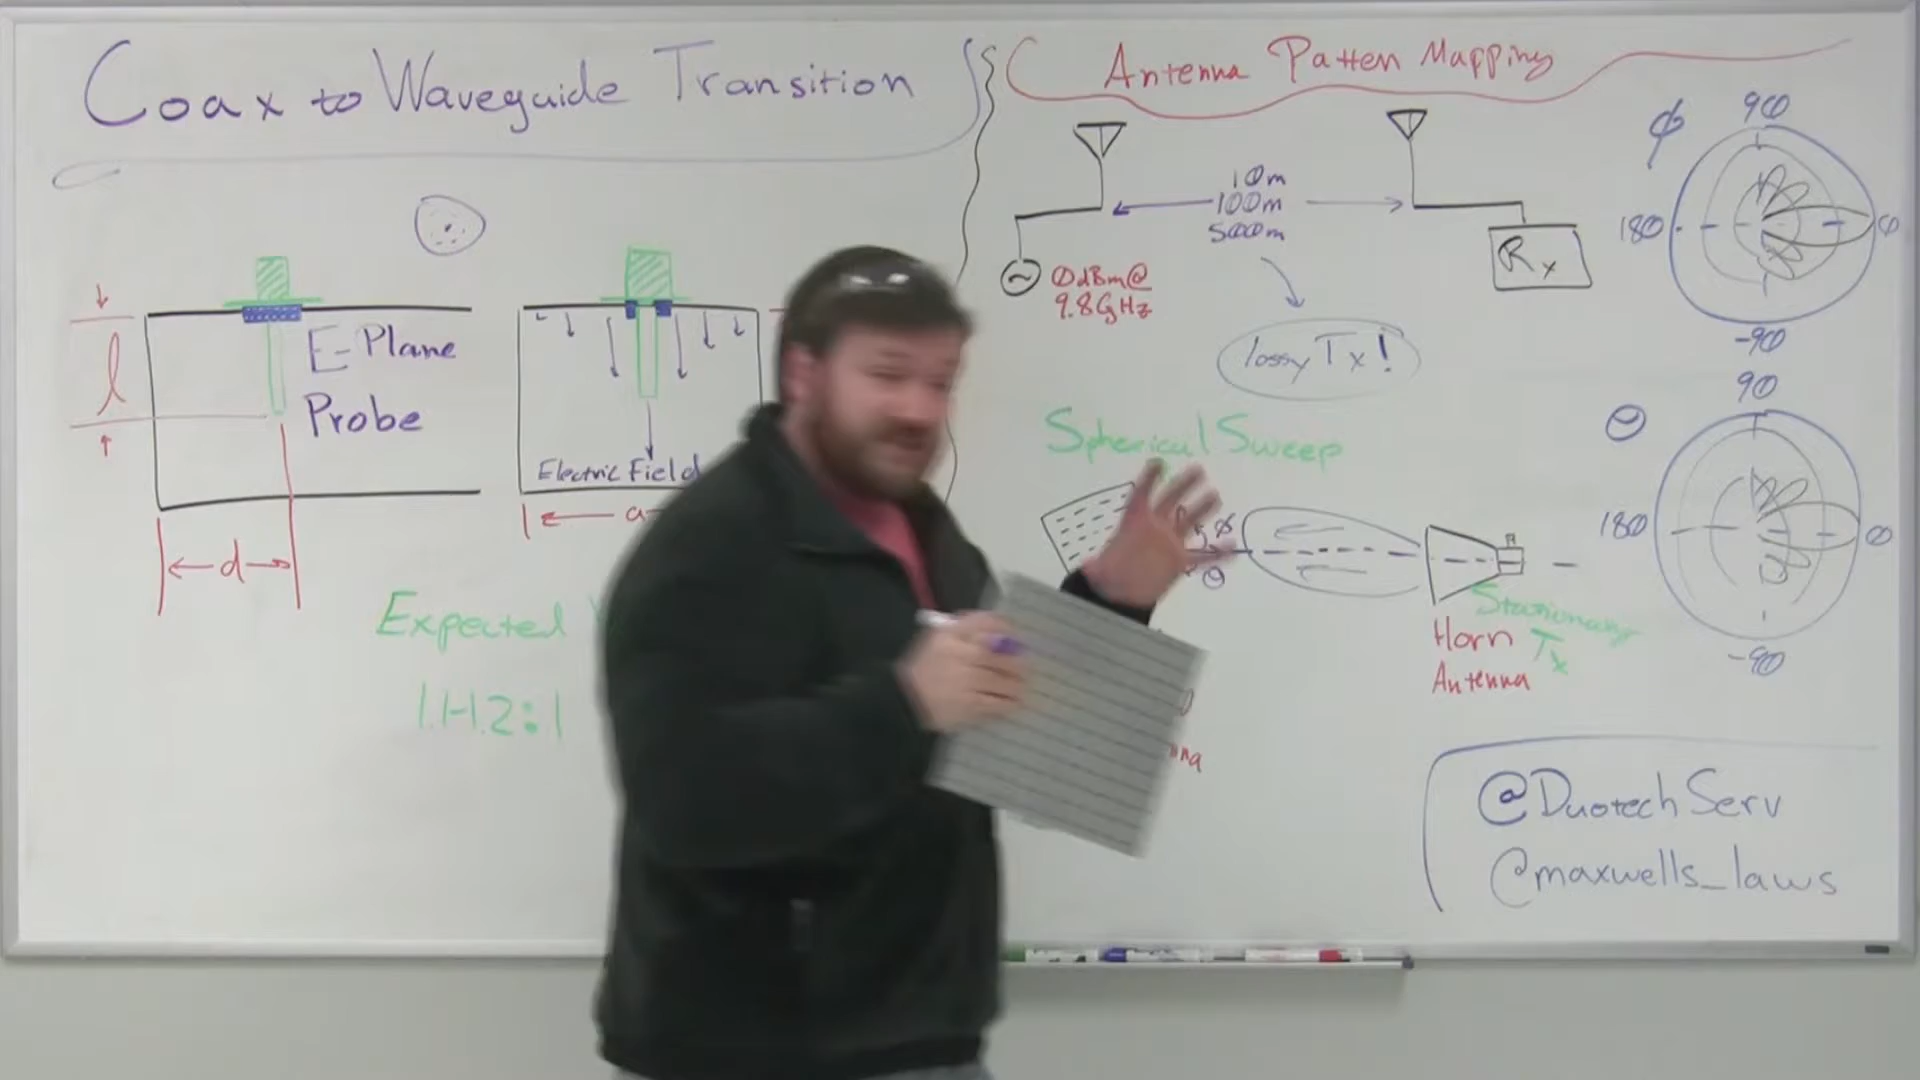 Coax to Waveguide Transition
l
E-Plane
Probe
Electric Field
a
d
Expected
1.1-1.2:1
Antenna Patten Mapping
10m
100m
500m
0dBm@
9.8GHz
Rx
lossy Tx!
Spherical Sweep
ϕ
Θ
Stationary
Tx
Horn
Antenna
ϕ
90
180
0
-90
Θ
90
180
0
-90
@DuotechServ
@maxwells_laws